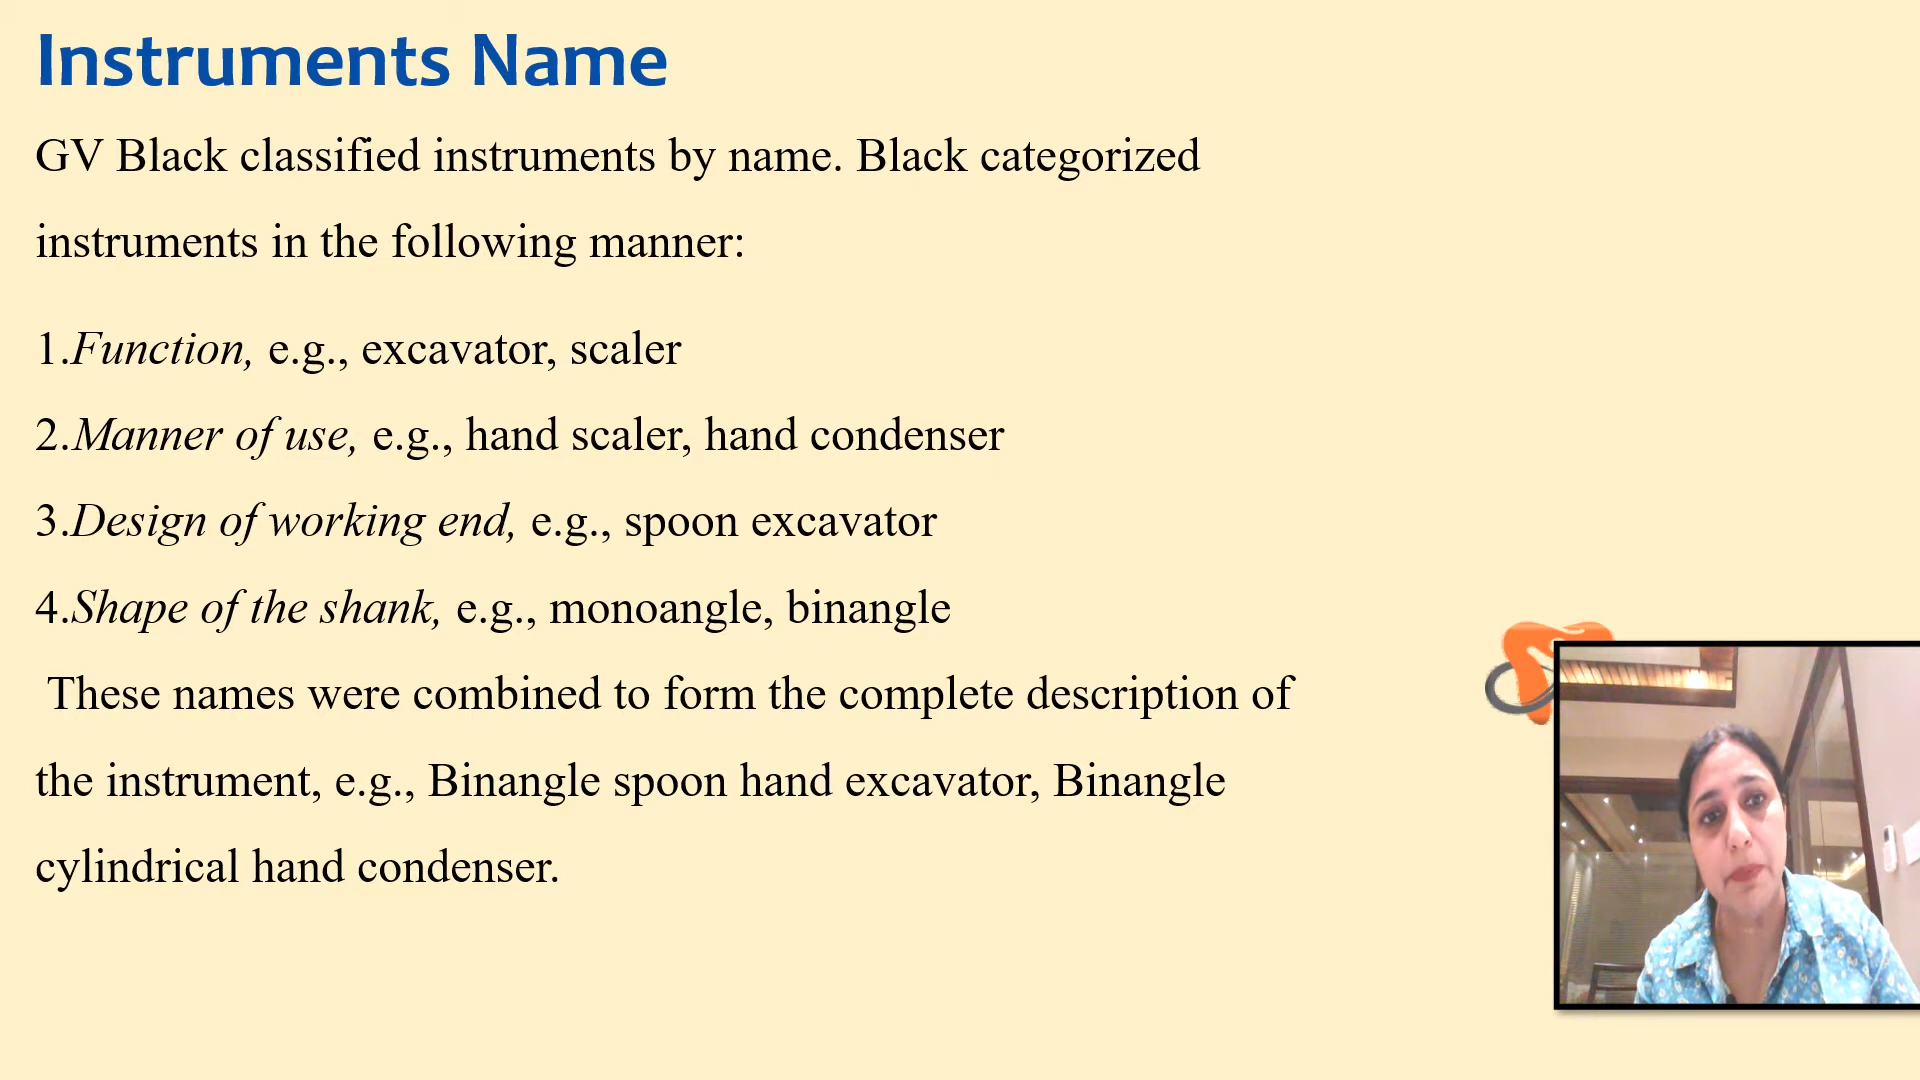 Instruments Name
GV Black classified instruments by name. Black categorized
instruments in the following manner:
1.Function, e.g., excavator, scaler
2.Manner of use, e.g., hand scaler, hand condenser
3.Design of working end, e.g., spoon excavator
4.Shape of the shank, e.g., monoangle, binangle
These names were combined to form the complete description of
the instrument, e.g., Binangle spoon hand excavator, Binangle
cylindrical hand condenser.